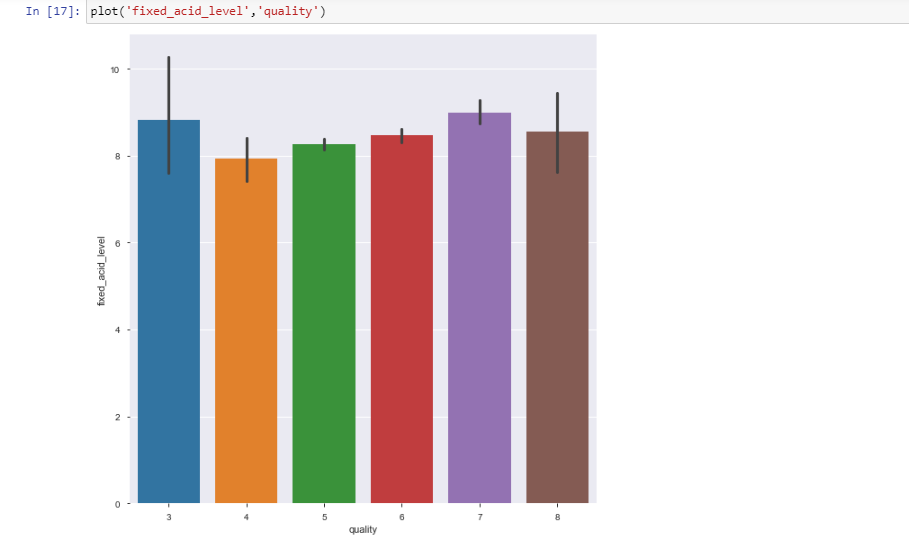 In [17]: plot('fixed_acid_level','quality')
10
8
6
4
2
0
fixed_acid_level
3 4 5 6 7 8
quality